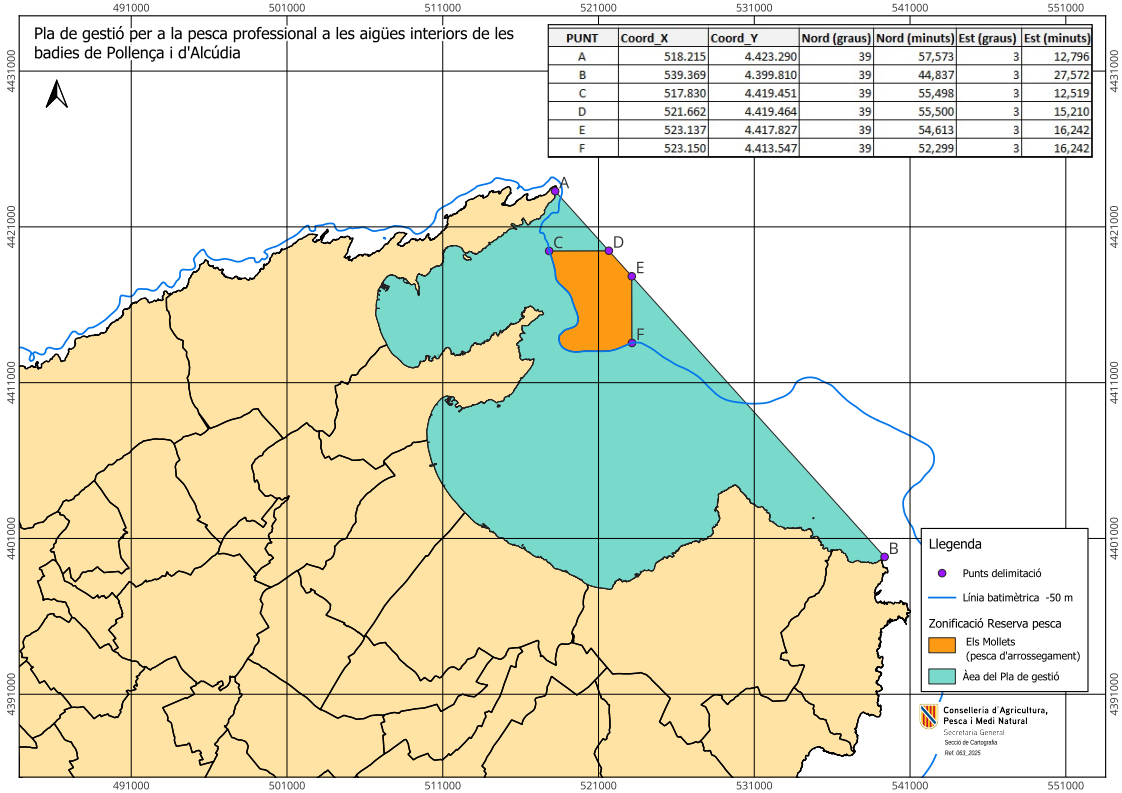 491000 501000 511000 521000 531000 541000 551000
Pla de gestió per a la pesca professional a les aigües interiors de les
badies de Pollença i d'Alcúdia
PUNT Coord_X Coord_Y Nord (graus) Nord (minuts) Est (graus) Est (minuts)
A 518.215 4.423.290 39 57,573 3 12,796
B 539.369 4.399.810 39 44,837 3 27,572
C 517.830 4.419.451 39 55,498 3 12,519
D 521.662 4.419.464 39 55,500 3 15,210
E 523.137 4.417.827 39 54,613 3 16,242
F 523.150 4.413.547 39 52,299 3 16,242
4431000 4431000
A
4421000 4421000
C D
E
F
4411000 4411000
4401000 4401000
B
Llegenda
Punts delimitació
Línia batimètrica -50 m
Zonificació Reserva pesca
Els Mollets
(pesca d'arrossegament)
Àea del Pla de gestió
4391000 4391000
Conselleria d'Agricultura,
Pesca i Medi Natural
Secretaria General
Secció de Cartografia
Ref. 063_2025
491000 501000 511000 521000 531000 541000 551000